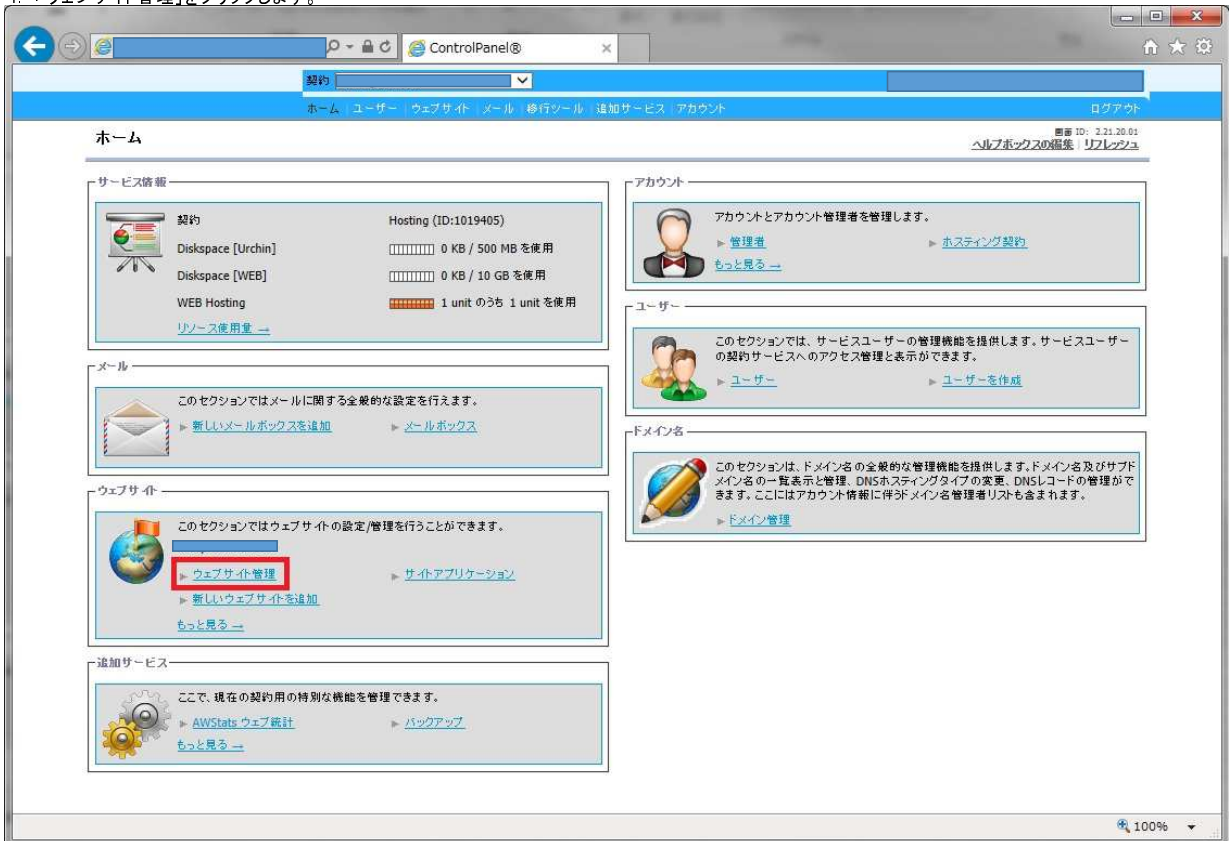 ControlPanel®
契約
ホーム ユーザー ウェブサイト メール 移行ツール 追加サービス アカウント ログアウト
ホーム
画面 ID: 2.21.20.01
ヘルプボックスの編集 リフレッシュ
サービス情報
契約 Hosting (ID:1019405)
Diskspace [Urchin] 0 KB / 500 MB を使用
Diskspace [WEB] 0 KB / 10 GB を使用
WEB Hosting 1 unit のうち 1 unit を使用
リソース使用量 →
メール
このセクションではメールに関する全般的な設定を行えます。
新しいメールボックスを追加 メールボックス
ウェブサイト
このセクションではウェブサイトの設定/管理を行うことができます。
ウェブサイト管理 サイトアプリケーション
新しいウェブサイトを追加
もっと見る →
追加サービス
ここで、現在の契約用の特別な機能を管理できます。
AWStats ウェブ統計 バックアップ
もっと見る →
アカウント
アカウントとアカウント管理者を管理します。
管理者 ホスティング契約
もっと見る →
ユーザー
このセクションでは、サービスユーザーの管理機能を提供します。サービスユーザー
の契約サービスへのアクセス管理と表示ができます。
ユーザー ユーザーを作成
ドメイン名
このセクションは、ドメイン名の全般的な管理機能を提供します。ドメイン名及びサブド
メイン名の一覧表示と管理、DNSホスティングタイプの変更、DNSレコードの管理がで
きます。ここにはアカウント情報に伴うドメイン名管理者リストも含まれます。
ドメイン管理
100%